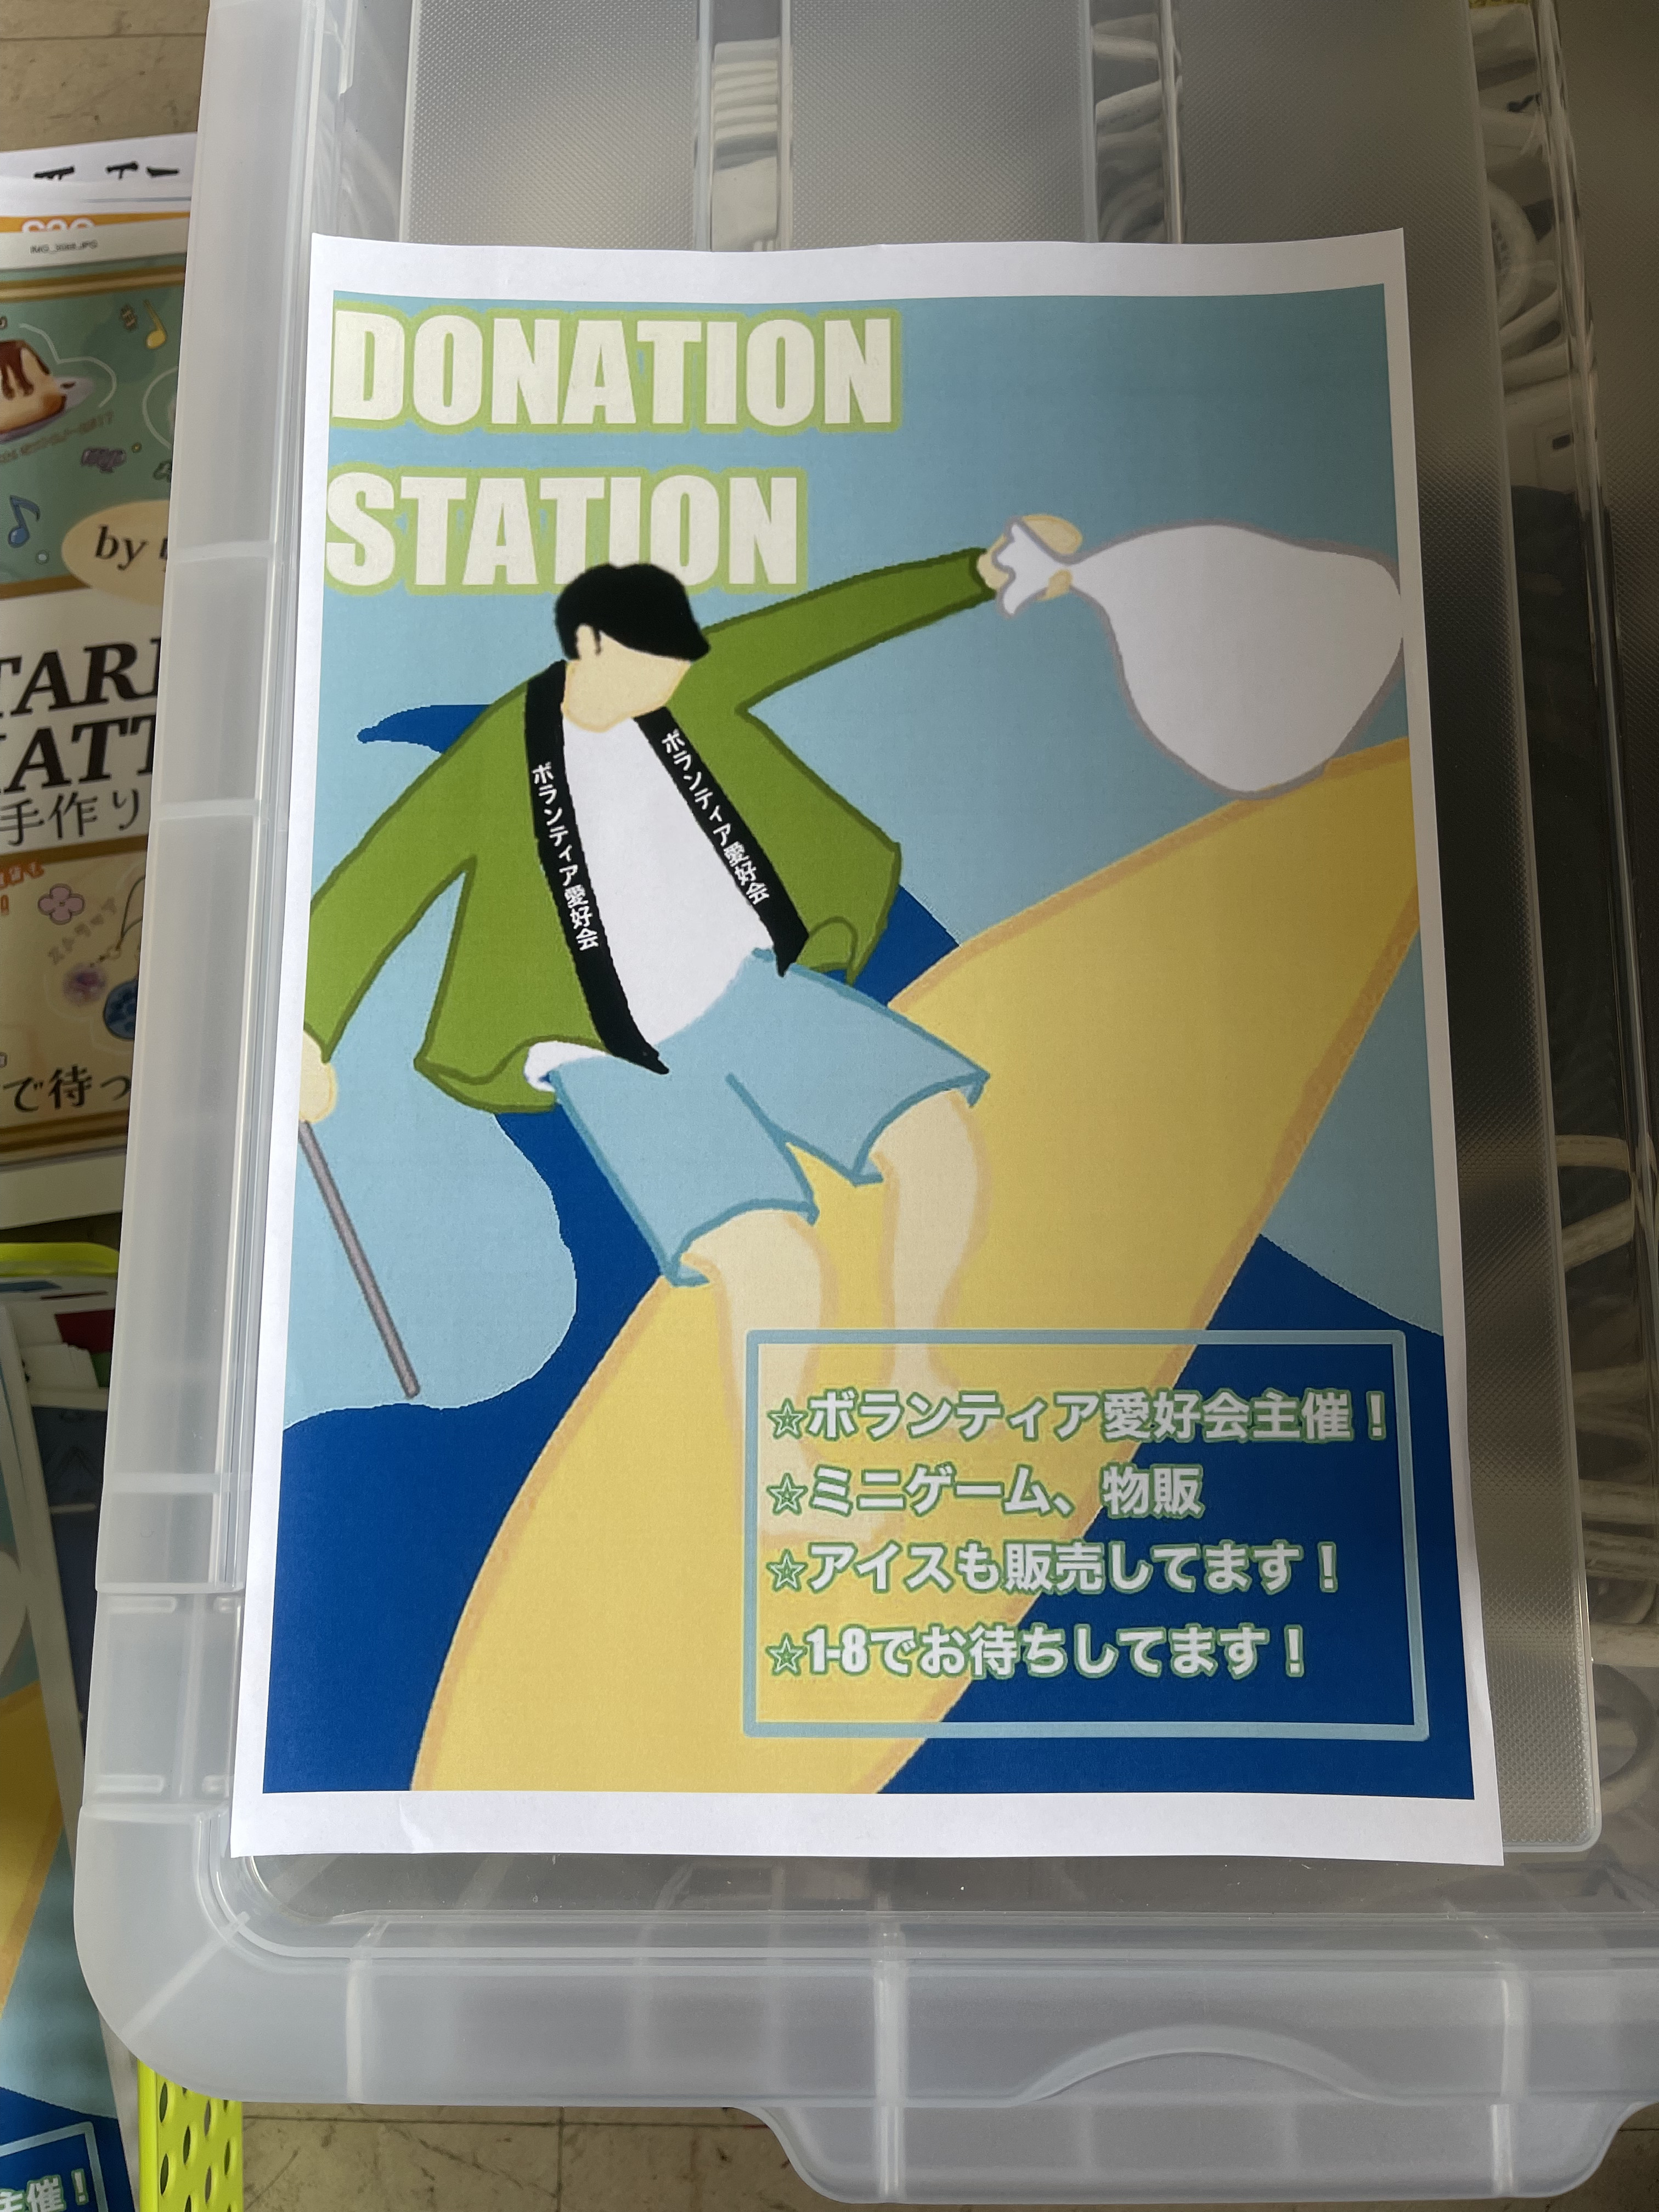 DONATION
STATION
ボランティア愛好会
ボランティア愛好会
☆ボランティア愛好会主催！
☆ミニゲーム、物販
☆アイスも販売してます！
☆1-8でお待ちしてます！
IMG_3588.JPG
by
手作り
で待っ
主催！